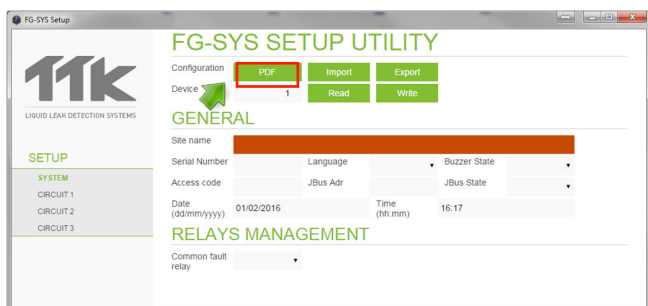 FG-SYS Setup
FG-SYS SETUP UTILITY
TTK
LIQUID LEAK DETECTION SYSTEMS
Configuration PDF Import Export
Device 1 Read Write
GENERAL
Site name
Serial Number Language Buzzer State
Access code JBus Adr JBus State
Date (dd/mm/yyyy) 01/02/2016 Time (hh:mm) 16:17
RELAYS MANAGEMENT
Common fault relay
SETUP
SYSTEM
CIRCUIT 1
CIRCUIT 2
CIRCUIT 3